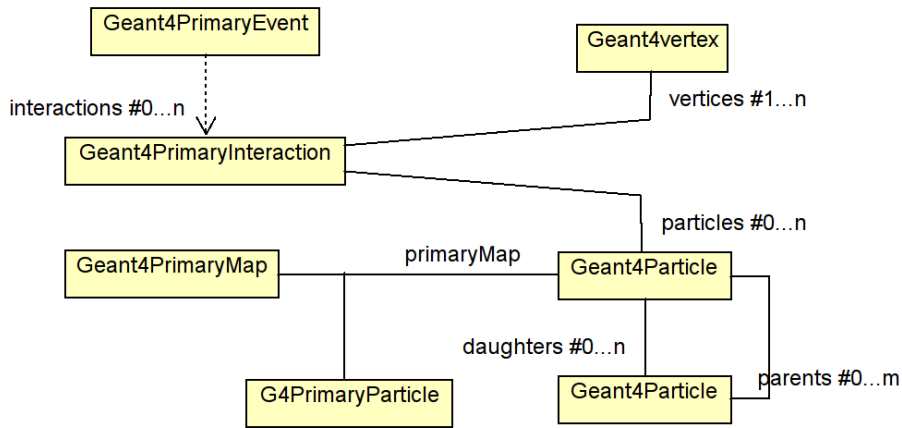 Geant4PrimaryEvent
Geant4vertex
interactions #0...n
vertices #1...n
Geant4PrimaryInteraction
particles #0...n
Geant4PrimaryMap
primaryMap
Geant4Particle
daughters #0...n
parents #0...m
G4PrimaryParticle
Geant4Particle